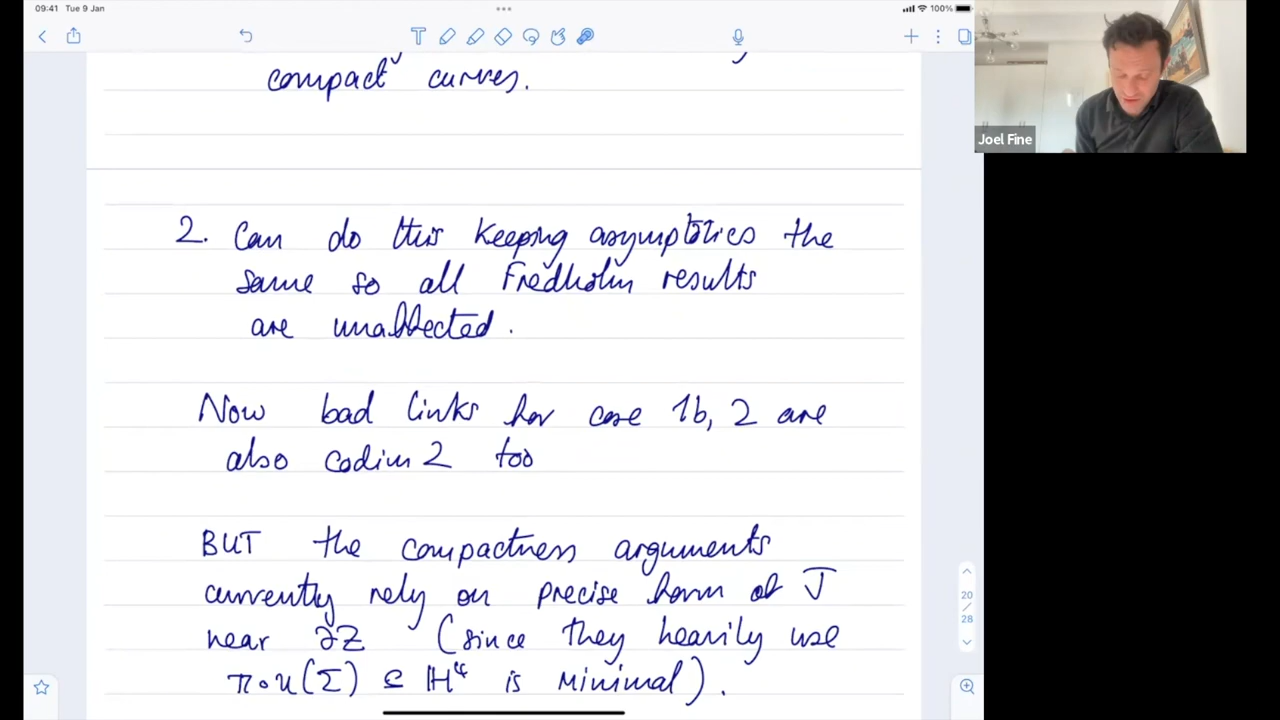 09:41 Tue 9 Jan
100%
compact curves.
Joel Fine
2. Can do this keeping asymptotics the
same so all Fredholm results
are unaffected.
Now bad links for case 1b, 2 are
also codim 2 too
BUT the compactness arguments
currently rely on precise form of J
near ∂Z (since they heavily use
π∘u(Σ) ⊆ ℍ⁴ is minimal).
20
/
28